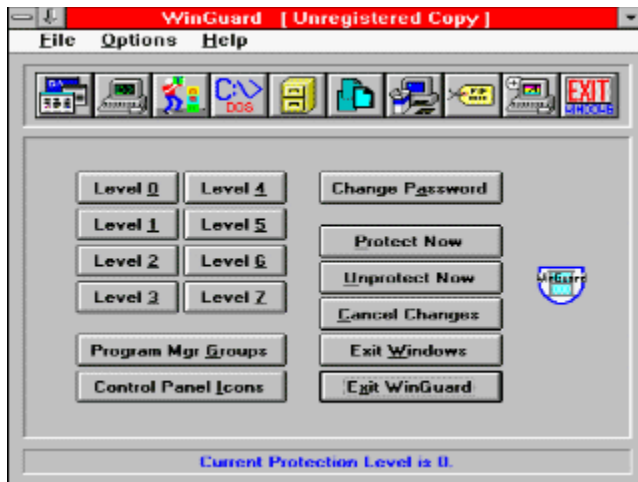 WinGuard [ Unregistered Copy ]
File Options Help
C:\> DOS
EXIT
WINDOWS
Level 0 Level 4 Change Password
Level 1 Level 5 Protect Now
Level 2 Level 6 Unprotect Now
Level 3 Level 7 Cancel Changes
Program Mgr Groups Exit Windows
Control Panel Icons Exit WinGuard
WinGuard
Current Protection Level is 0.